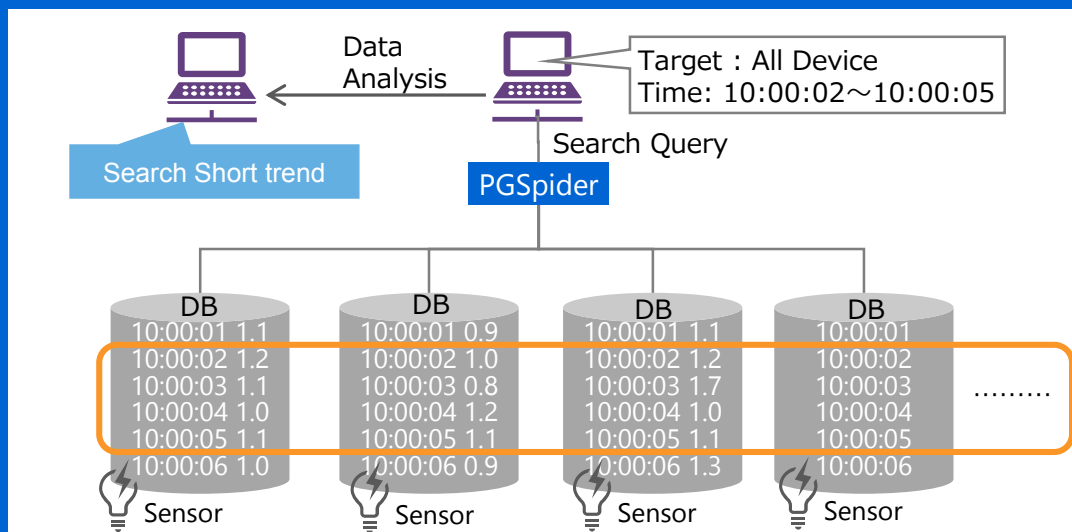 Data
Analysis
Target : All Device
Time: 10:00:02～10:00:05
Search Query
Search Short trend
PGSpider
DB
10:00:01 1.1
10:00:02 1.2
10:00:03 1.1
10:00:04 1.0
10:00:05 1.1
10:00:06 1.0
Sensor
DB
10:00:01 0.9
10:00:02 1.0
10:00:03 0.8
10:00:04 1.2
10:00:05 1.1
10:00:06 0.9
Sensor
DB
10:00:01 1.1
10:00:02 1.2
10:00:03 1.7
10:00:04 1.0
10:00:05 1.1
10:00:06 1.3
Sensor
DB
10:00:01
10:00:02
10:00:03
10:00:04
10:00:05
10:00:06
Sensor
………